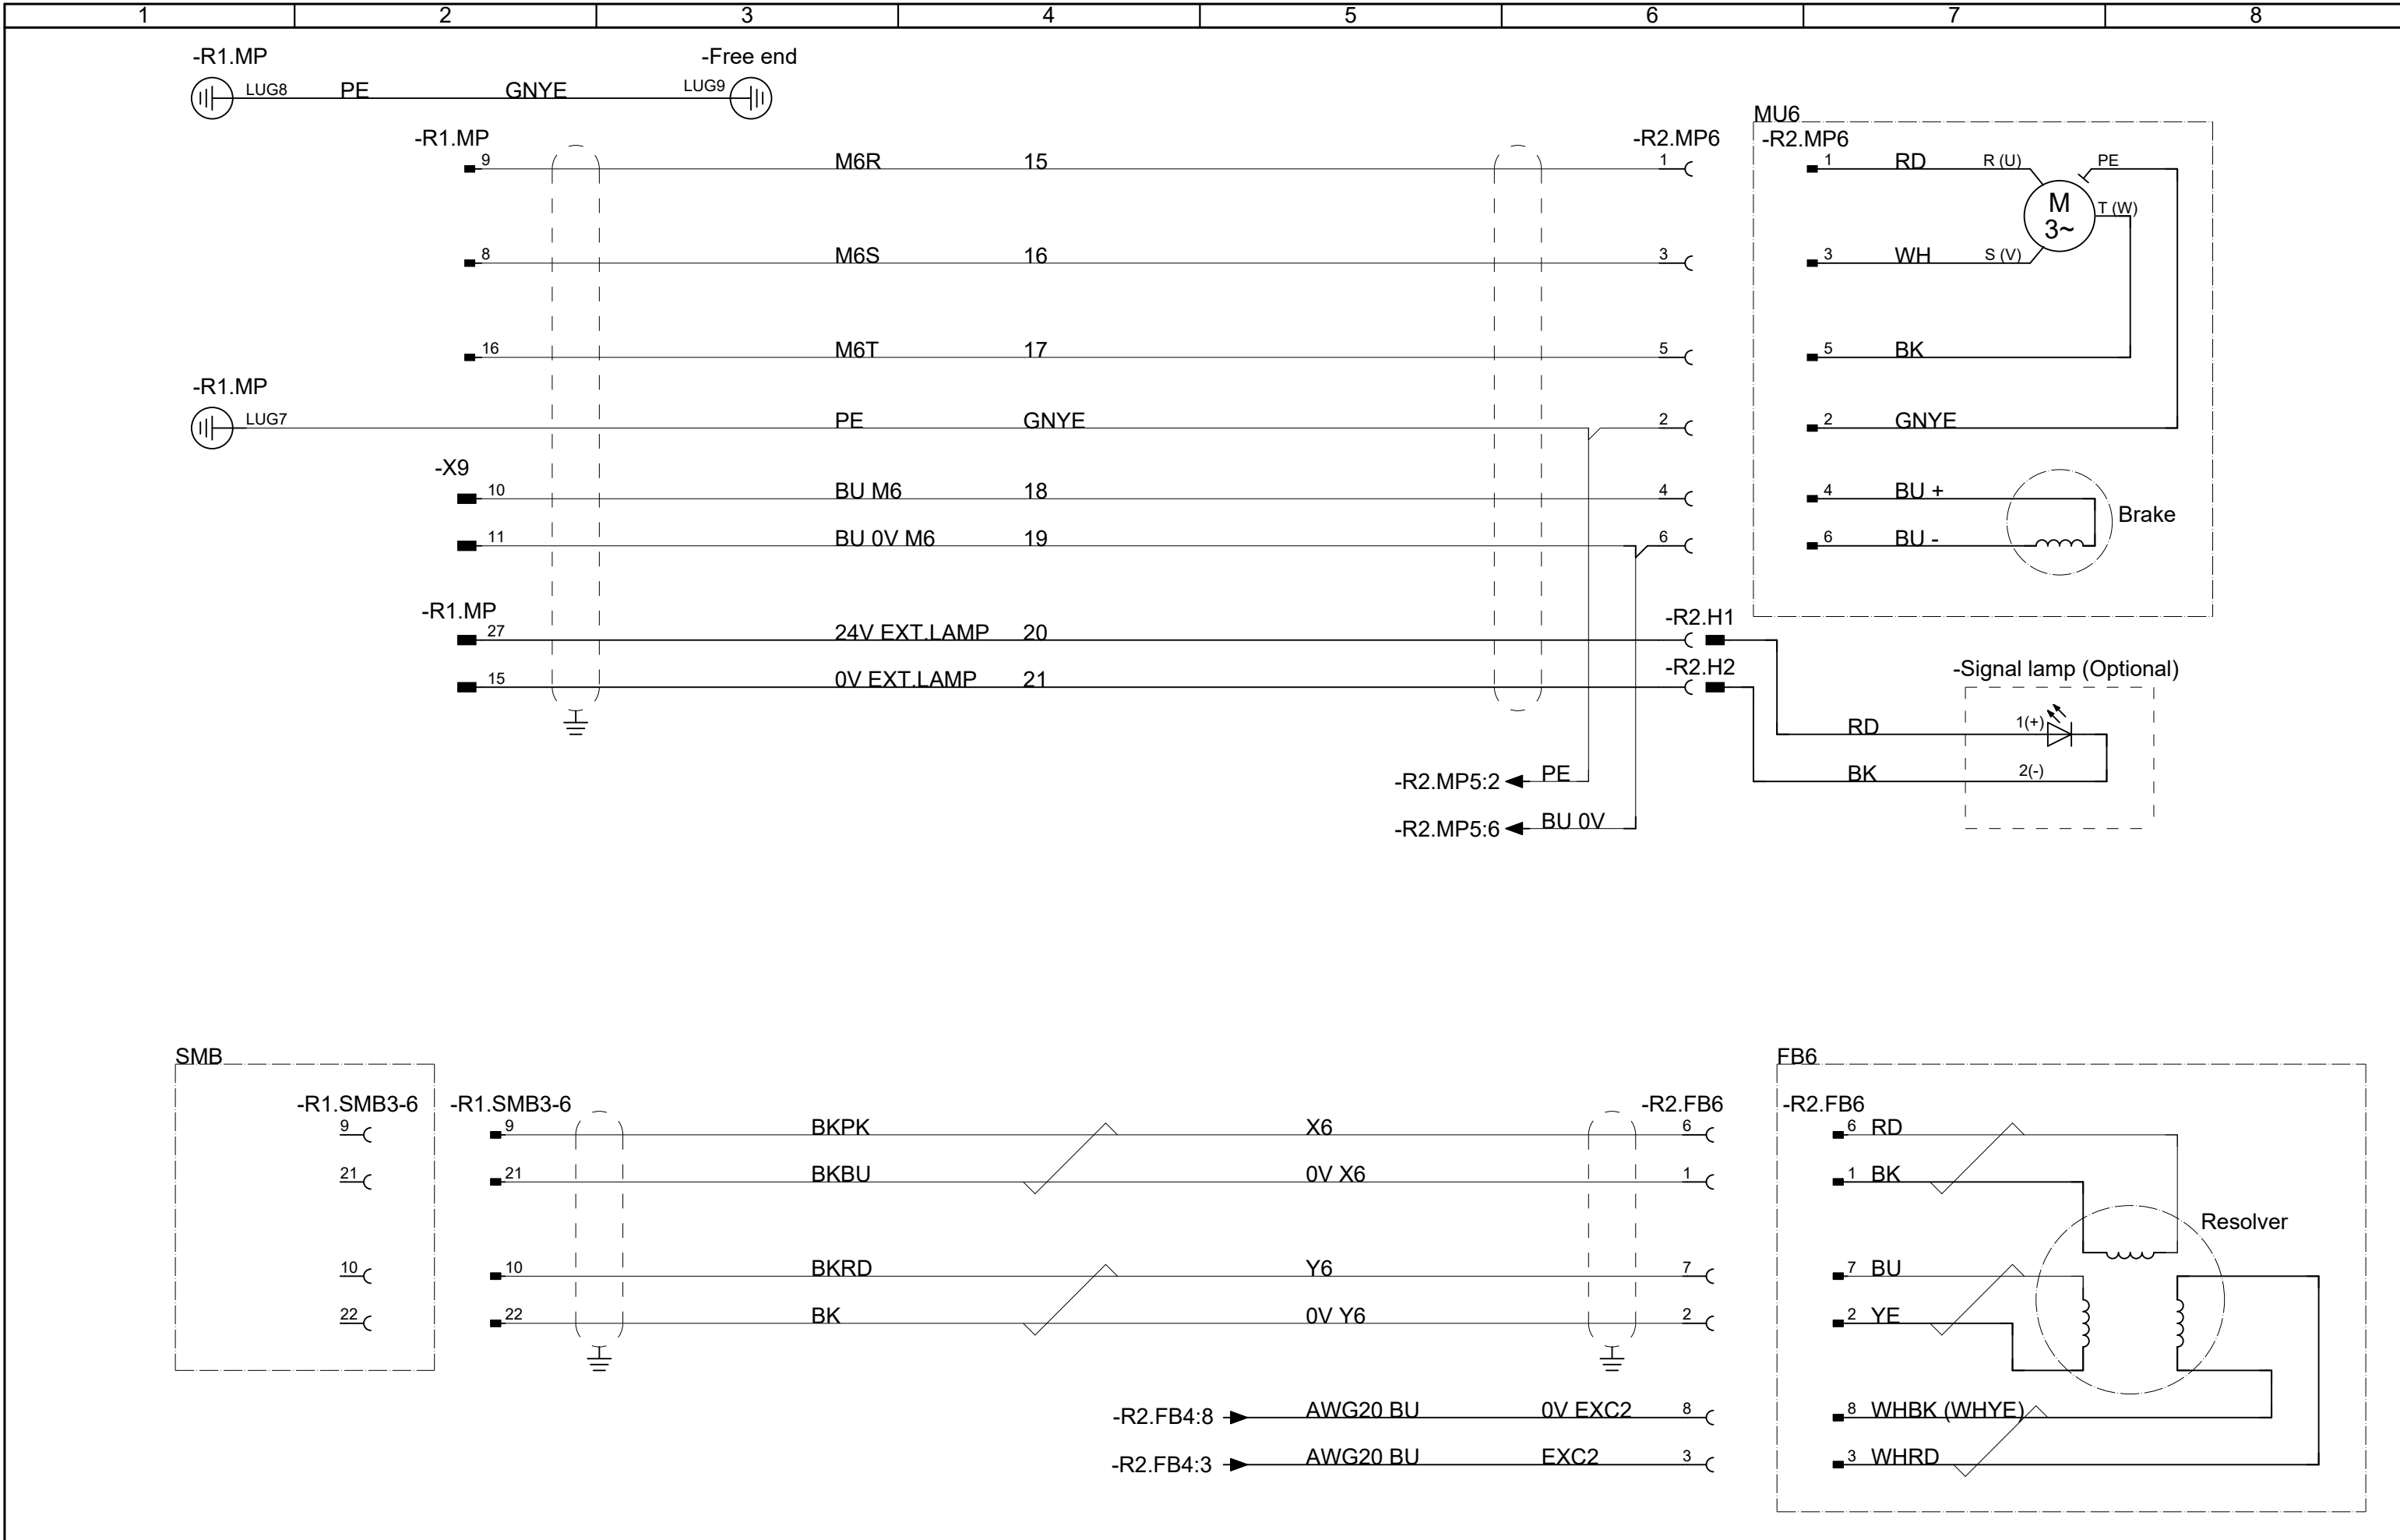 1 2 3 4 5 6 7 8
-R1.MP -Free end
LUG8 PE GNYE LUG9
MU6
-R1.MP -R2.MP6 -R2.MP6
9 M6R 15 1 1 RD R (U) PE
M
3~
T (W)
8 M6S 16 3 3 WH S (V)
16 M6T 17 5 5 BK
-R1.MP
LUG7 PE GNYE 2 2 GNYE
-X9
10 BU M6 18 4 4 BU +
Brake
11 BU 0V M6 19 6 6 BU -
-R1.MP -R2.H1
27 24V EXT.LAMP 20
-R2.H2
15 0V EXT.LAMP 21
-Signal lamp (Optional)
RD 1(+)
-R2.MP5:2 PE BK 2(-)
-R2.MP5:6 BU 0V
SMB FB6
-R1.SMB3-6 -R1.SMB3-6 -R2.FB6 -R2.FB6
9 9 BKPK X6 6 6 RD
21 21 BKBU 0V X6 1 1 BK
Resolver
10 10 BKRD Y6 7 7 BU
22 22 BK 0V Y6 2 2 YE
-R2.FB4:8 AWG20 BU 0V EXC2 8 8 WHBK (WHYE)
-R2.FB4:3 AWG20 BU EXC2 3 3 WHRD